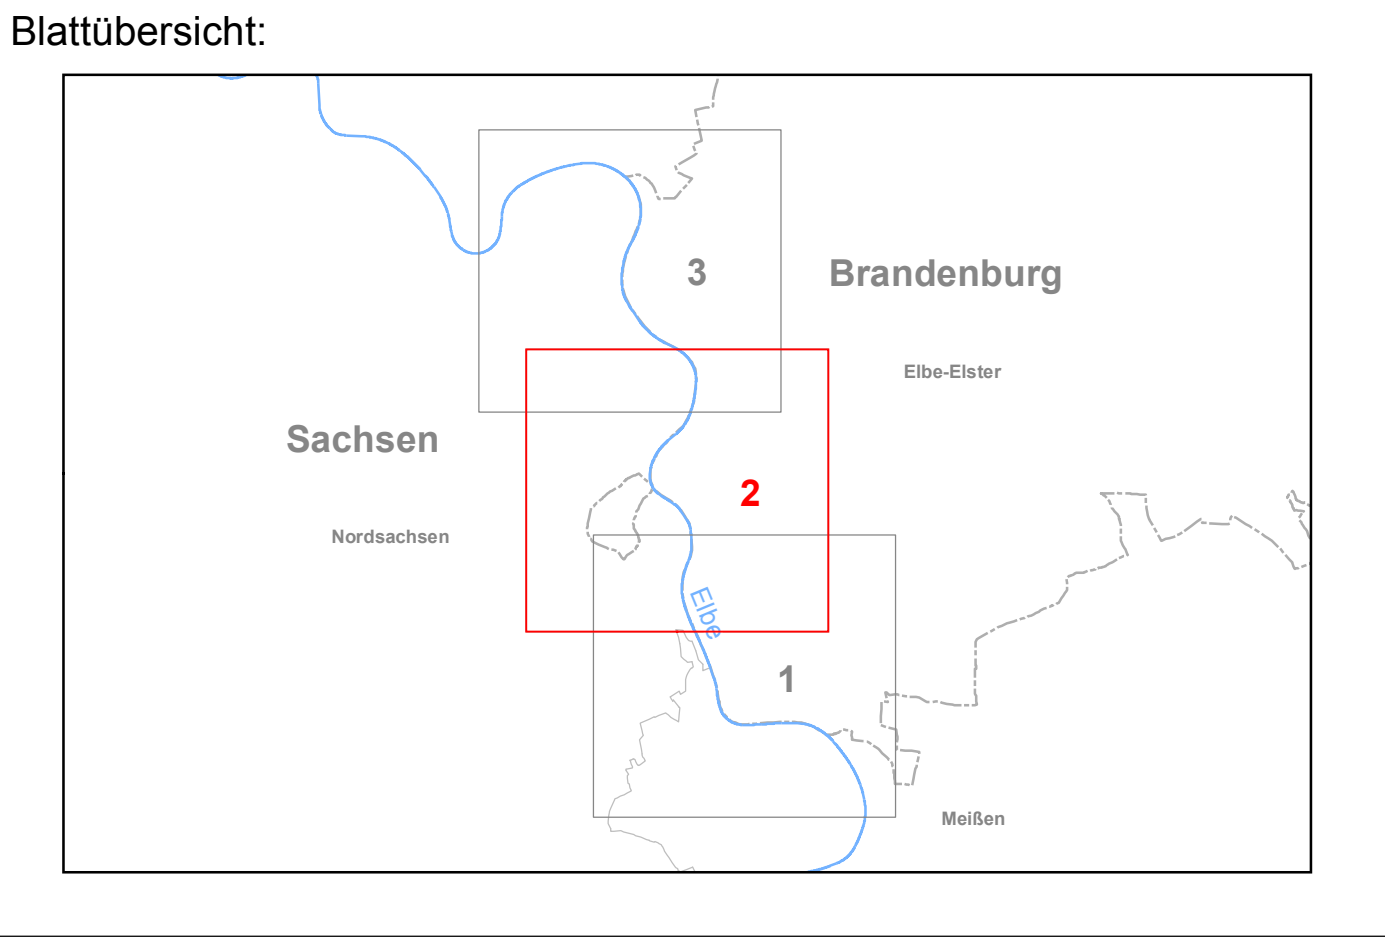 Blattübersicht:
3
Brandenburg
Elbe-Elster
Sachsen
2
Nordsachsen
Elbe
1
Meißen